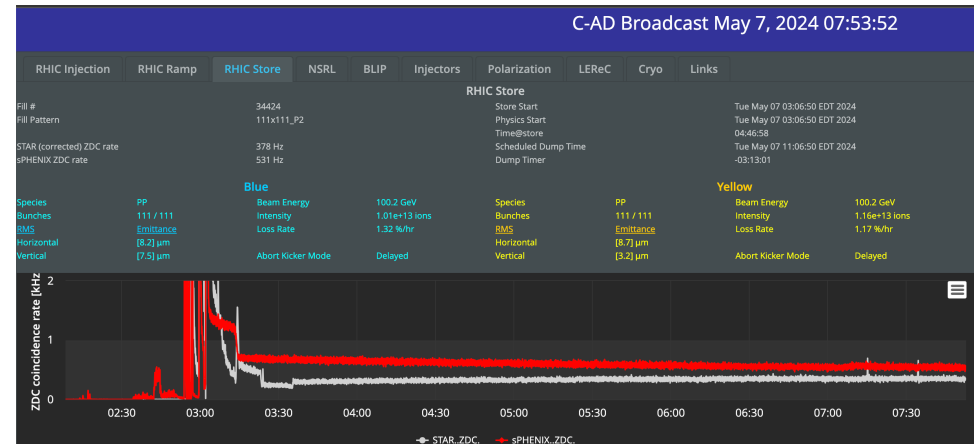 C-AD Broadcast May 7, 2024 07:53:52
RHIC Injection RHIC Ramp RHIC Store NSRL BLIP Injectors Polarization LEReC Cryo Links
RHIC Store
Fill # 34424 Store Start Tue May 07 03:06:50 EDT 2024
Fill Pattern 111x111_P2 Physics Start Tue May 07 03:06:50 EDT 2024
Time@store 04:46:58
STAR (corrected) ZDC rate 378 Hz Scheduled Dump Time Tue May 07 11:06:50 EDT 2024
sPHENIX ZDC rate 531 Hz Dump Timer -03:13:01
Blue Yellow
Species PP Beam Energy 100.2 GeV Species PP Beam Energy 100.2 GeV
Bunches 111 / 111 Intensity 1.01e+13 ions Bunches 111 / 111 Intensity 1.16e+13 ions
RMS Emittance Loss Rate 1.32 %/hr RMS Emittance Loss Rate 1.17 %/hr
Horizontal [8.2] µm Horizontal [8.7] µm
Vertical [7.5] µm Abort Kicker Mode Delayed Vertical [3.2] µm Abort Kicker Mode Delayed
ZDC coincidence rate [kHz
2
1
0
02:30 03:00 03:30 04:00 04:30 05:00 05:30 06:00 06:30 07:00 07:30
STAR..ZDC. sPHENIX..ZDC.